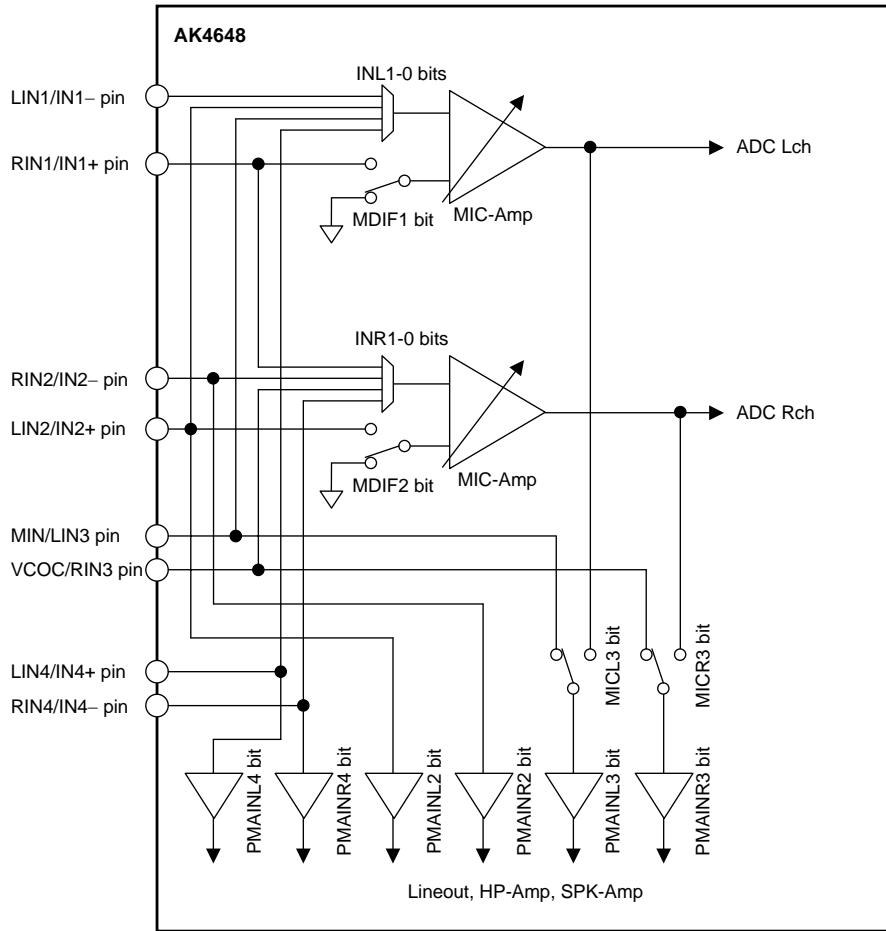 AK4648
INL1-0 bits
LIN1/IN1− pin
ADC Lch
RIN1/IN1+ pin
MDIF1 bit
MIC-Amp
INR1-0 bits
RIN2/IN2− pin
ADC Rch
LIN2/IN2+ pin
MDIF2 bit
MIC-Amp
MIN/LIN3 pin
VCOC/RIN3 pin
MICL3 bit
MICR3 bit
LIN4/IN4+ pin
RIN4/IN4− pin
PMAINL4 bit
PMAINR4 bit
PMAINL2 bit
PMAINR2 bit
PMAINL3 bit
PMAINR3 bit
Lineout, HP-Amp, SPK-Amp